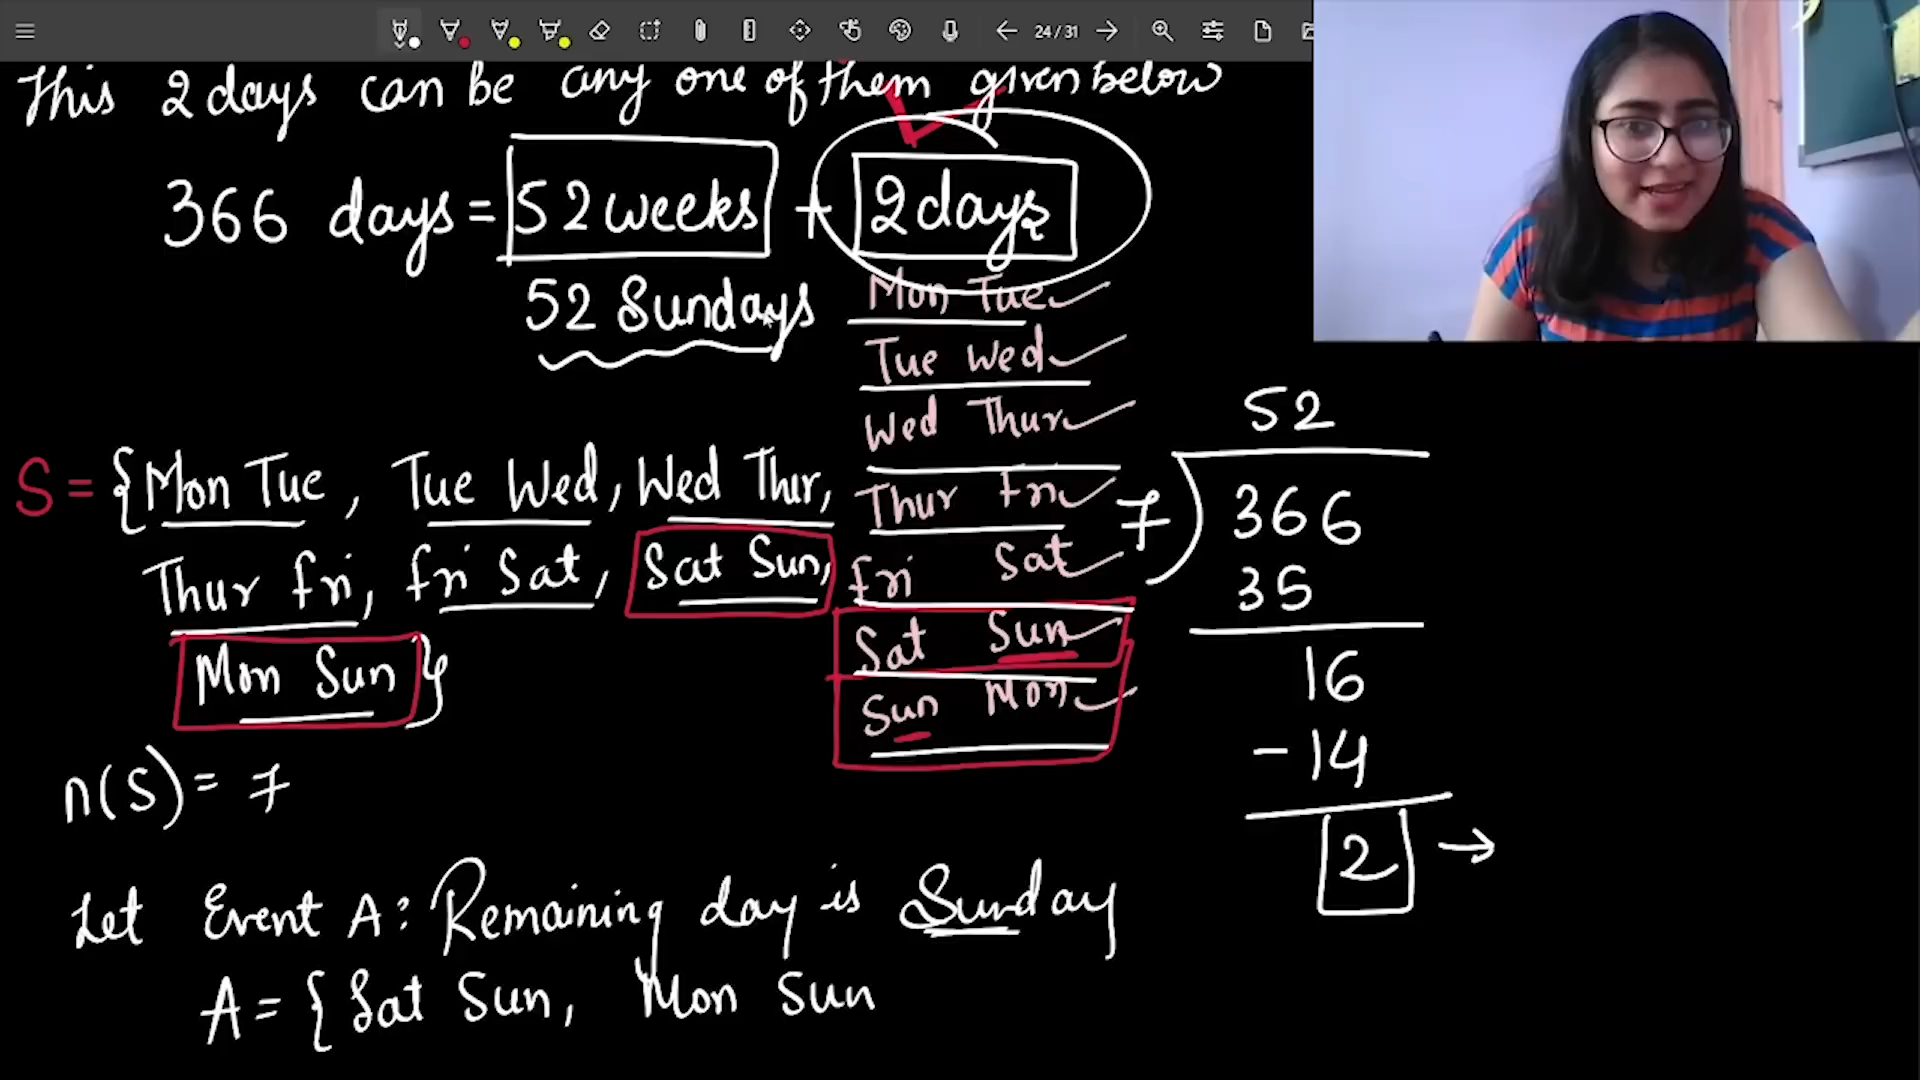 24/31
This 2 days can be any one of them given below
366 days = 52 weeks + 2 days
52 Sundays
Mon Tue
Tue Wed
Wed Thur
Thur Fri
Fri Sat
Sat Sun
Sun Mon
S = {Mon Tue, Tue Wed, Wed Thur,
Thur Fri, Fri Sat, Sat Sun,
Mon Sun}
n(S) = 7
Let Event A: Remaining day is Sunday
A = { Sat Sun, Mon Sun
52
7 ) 366
35
16
- 14
2 →